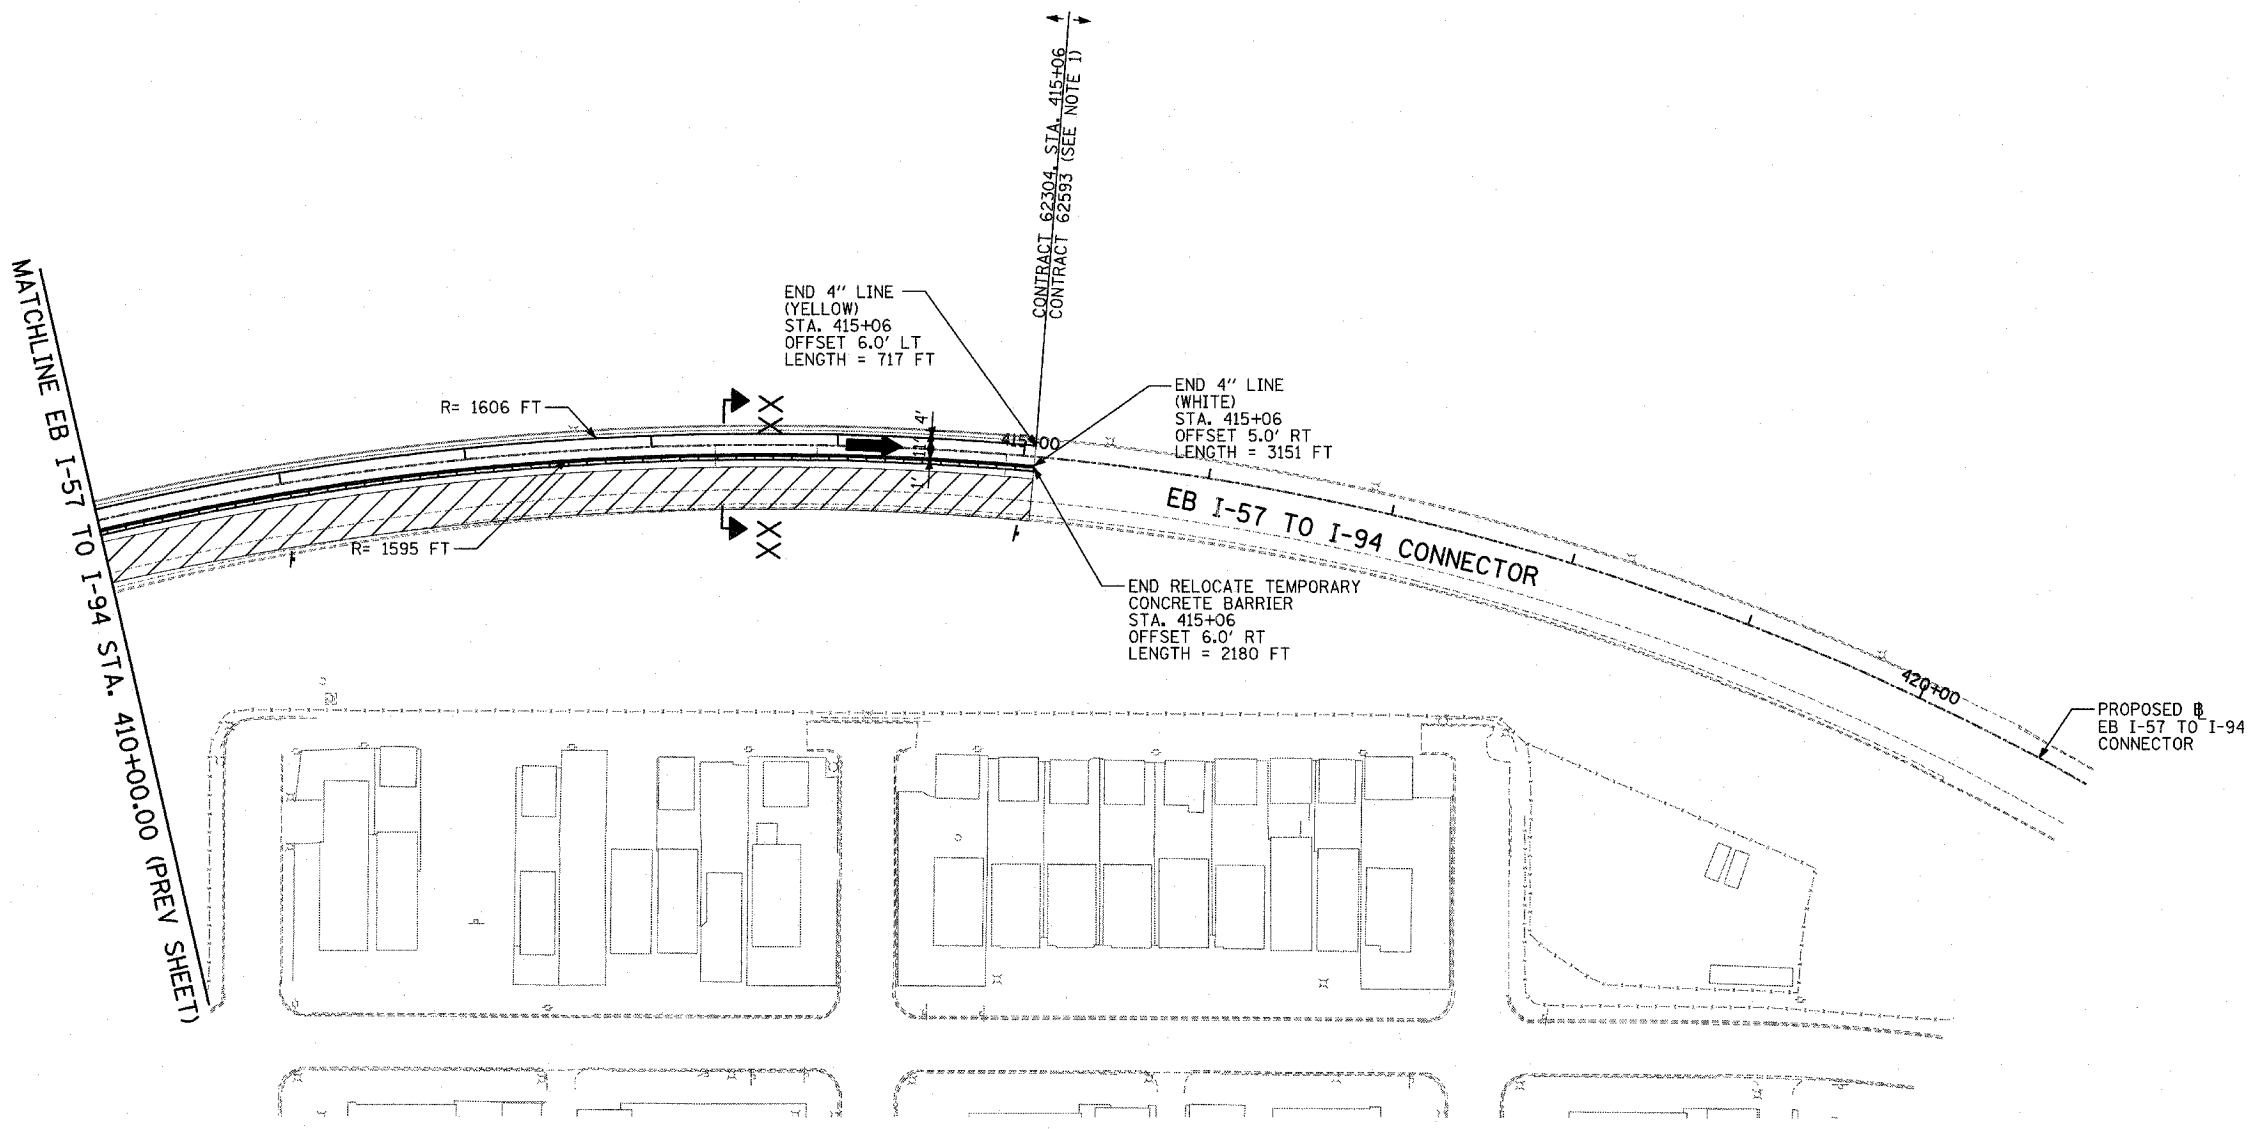 CONTRACT 62304, STA. 415+06
CONTRACT 62593 (SEE NOTE 1)
MATCHLINE EB I-57 TO I-94 STA. 410+00.00 (PREV SHEET)
END 4" LINE
(YELLOW)
STA. 415+06
OFFSET 6.0' LT
LENGTH = 717 FT
END 4" LINE
(WHITE)
STA. 415+06
OFFSET 5.0' RT
LENGTH = 3151 FT
R= 1606 FT
XX
4'
11'
1'
415+00
R= 1595 FT
XX
EB I-57 TO I-94 CONNECTOR
END RELOCATE TEMPORARY
CONCRETE BARRIER
STA. 415+06
OFFSET 6.0' RT
LENGTH = 2180 FT
420+00
PROPOSED ℄
EB I-57 TO I-94
CONNECTOR